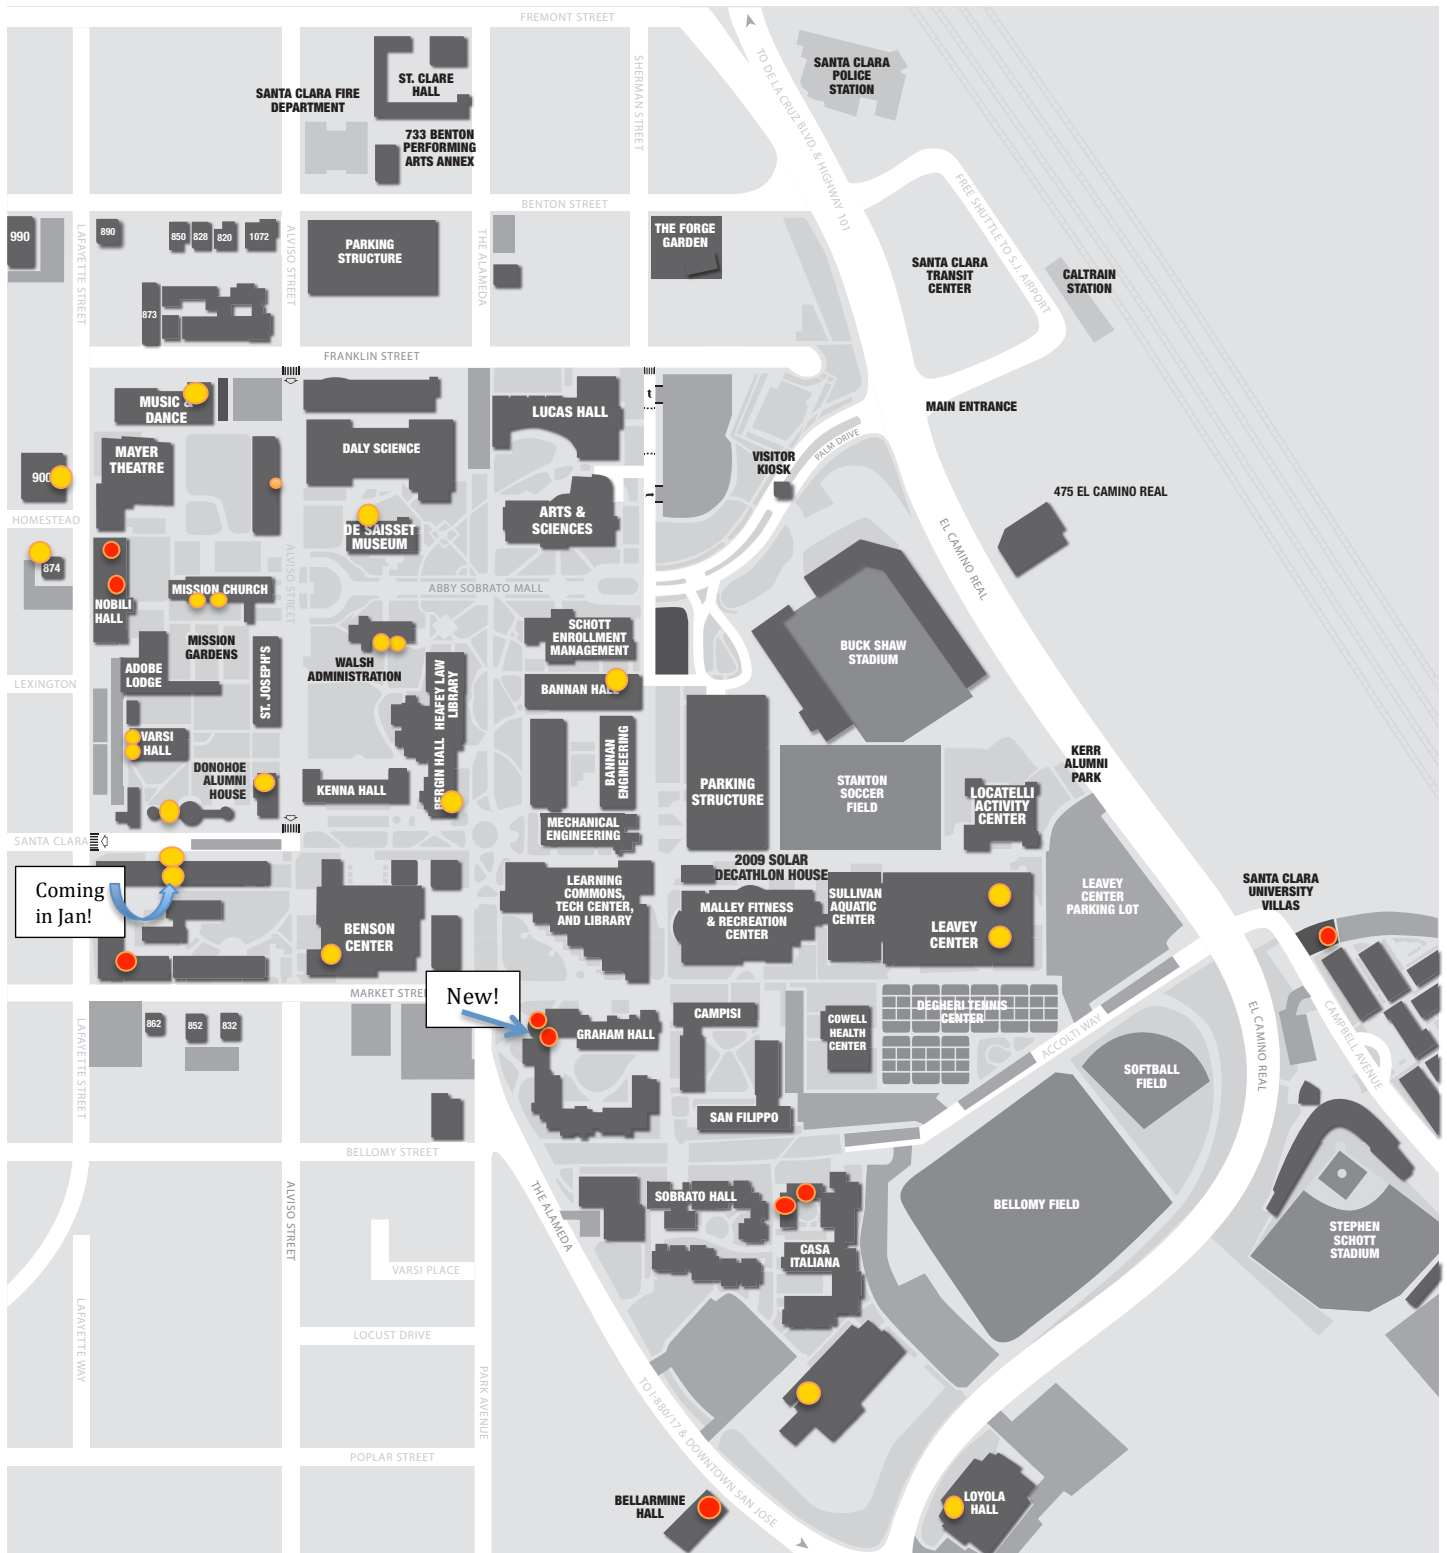 FREMONT STREET
TO DE LA CRUZ BLVD. & HIGHWAY 101
SANTA CLARA
POLICE
STATION
SHERMAN STREET
ST. CLARE
HALL
SANTA CLARA FIRE
DEPARTMENT
733 BENTON
PERFORMING
ARTS ANNEX
FREE SHUTTLE TO S.J. AIRPORT
BENTON STREET
990
LAFAYETTE STREET
890
850
828
820
1072
ALVISO STREET
PARKING
STRUCTURE
THE ALAMEDA
THE FORGE
GARDEN
SANTA CLARA
TRANSIT
CENTER
CALTRAIN
STATION
873
FRANKLIN STREET
MUSIC &
DANCE
LUCAS HALL
t
MAIN ENTRANCE
MAYER
THEATRE
DALY SCIENCE
PALM DRIVE
VISITOR
KIOSK
900
475 EL CAMINO REAL
HOMESTEAD
DE SAISSET
MUSEUM
ARTS &
SCIENCES
EL CAMINO REAL
874
ALVISO STREET
MISSION CHURCH
ABBY SOBRATO MALL
NOBILI
HALL
MISSION
GARDENS
SCHOTT
ENROLLMENT
MANAGEMENT
BUCK SHAW
STADIUM
ADOBE
LODGE
ST. JOSEPH'S
WALSH
ADMINISTRATION
HEAFEY LAW
LIBRARY
LEXINGTON
BANNAN HALL
VARSI
HALL
BANNAN
ENGINEERING
KERR
ALUMNI
PARK
DONOHOE
ALUMNI
HOUSE
KENNA HALL
BERGIN HALL
PARKING
STRUCTURE
STANTON
SOCCER
FIELD
LOCATELLI
ACTIVITY
CENTER
MECHANICAL
ENGINEERING
SANTA CLARA
2009 SOLAR
DECATHLON HOUSE
Coming
in Jan!
LEARNING
COMMONS,
TECH CENTER,
AND LIBRARY
MALLEY FITNESS
& RECREATION
CENTER
SULLIVAN
AQUATIC
CENTER
LEAVEY
CENTER
LEAVEY
CENTER
PARKING LOT
SANTA CLARA
UNIVERSITY
VILLAS
BENSON
CENTER
MARKET STREE
New!
862
852
832
GRAHAM HALL
CAMPISI
COWELL
HEALTH
CENTER
DEGHERI TENNIS
CENTER
ACCOLTI WAY
EL CAMINO REAL
CAMPBELL AVENUE
LAFAYETTE STREET
SOFTBALL
FIELD
SAN FILIPPO
BELLOMY STREET
ALVISO STREET
THE ALAMEDA
SOBRATO HALL
CASA
ITALIANA
BELLOMY FIELD
STEPHEN
SCHOTT
STADIUM
VARSI PLACE
LAFAYETTE WAY
LOCUST DRIVE
PARK AVENUE
TO I-880/17 & DOWNTOWN SAN JOSE
POPLAR STREET
BELLARMINE
HALL
LOYOLA
HALL